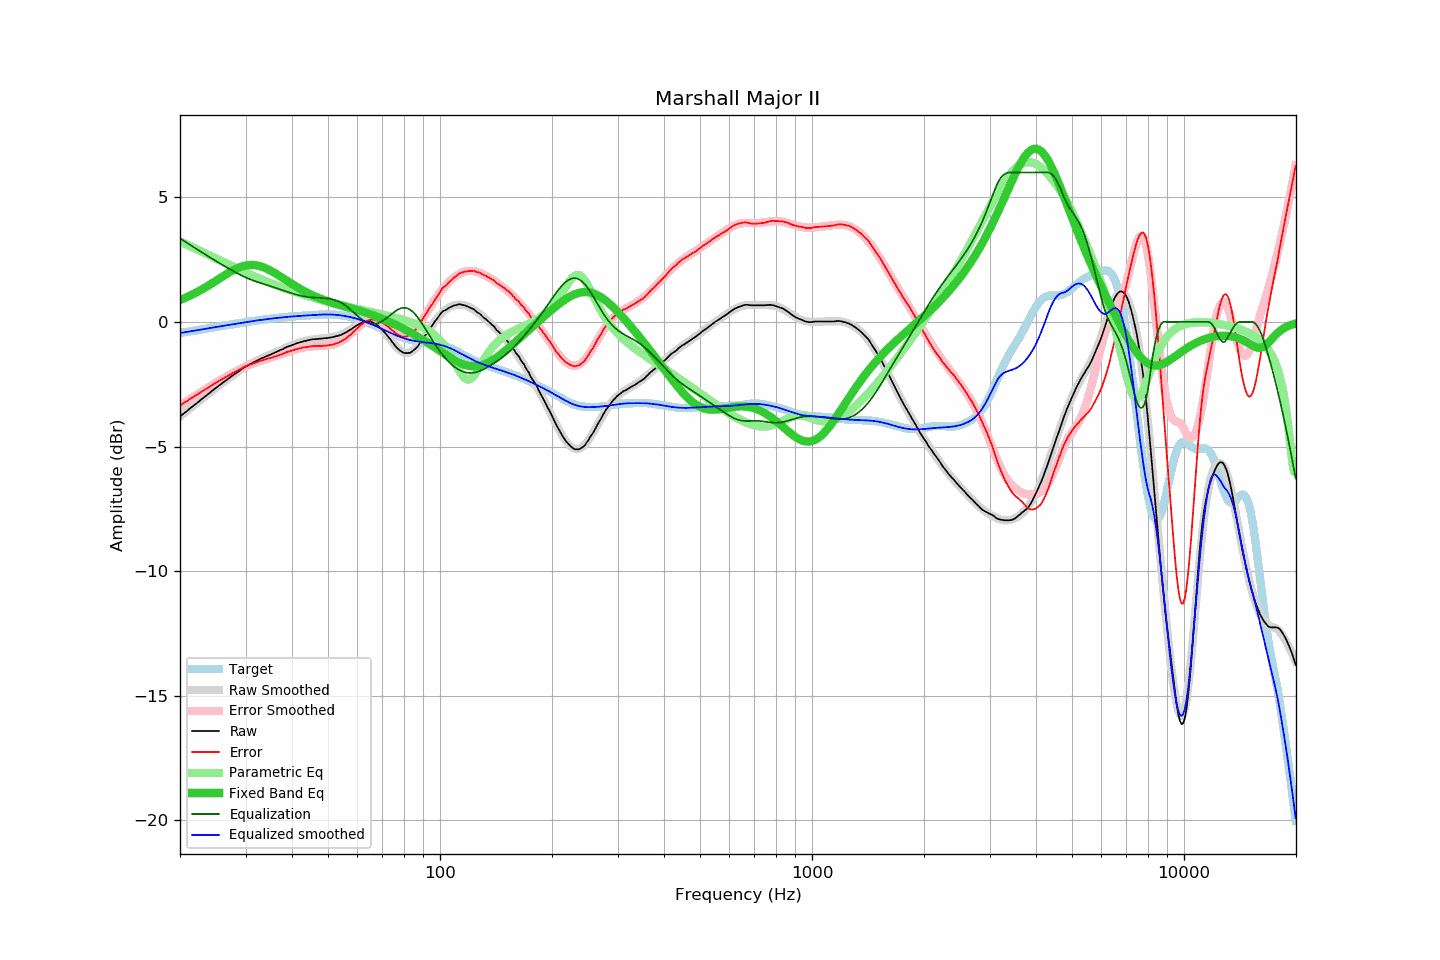 Marshall Major II
Amplitude (dBr)
5
0
−5
−10
−15
−20
Target
Raw Smoothed
Error Smoothed
Raw
Error
Parametric Eq
Fixed Band Eq
Equalization
Equalized smoothed
100 1000 10000
Frequency (Hz)